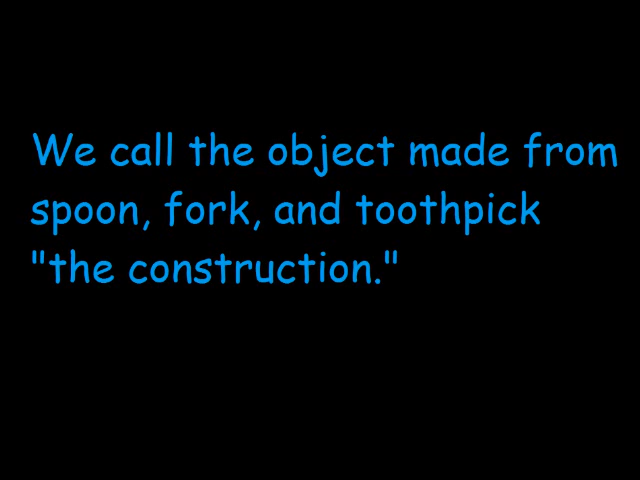 We call the object made from
spoon, fork, and toothpick
"the construction."